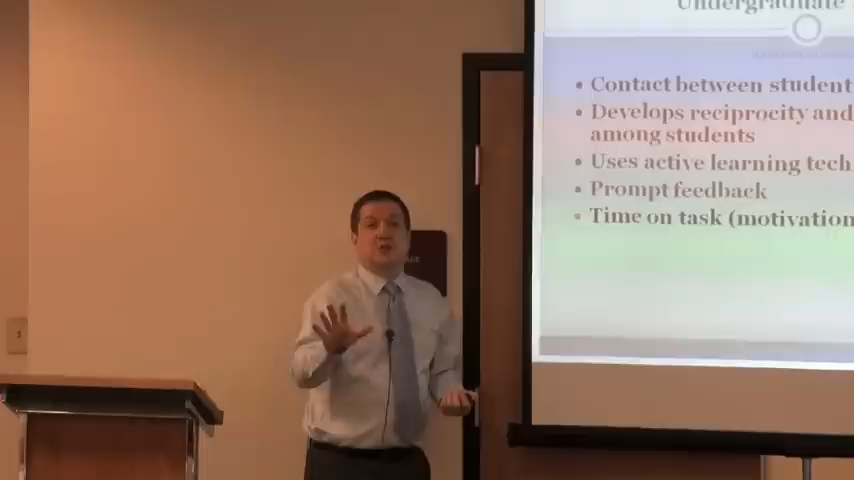 Undergraduate
• Contact between student
• Develops reciprocity and
among students
• Uses active learning tech
• Prompt feedback
• Time on task (motivation